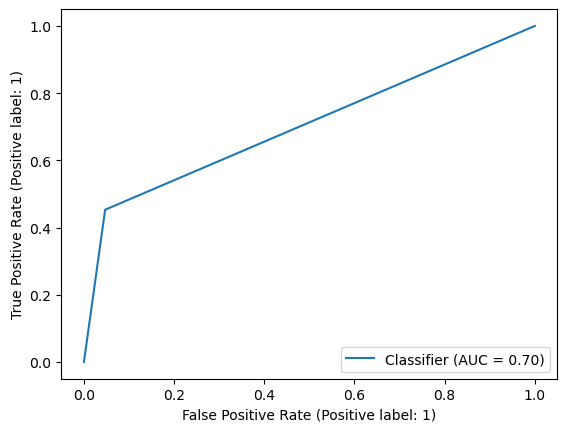 1.0
0.8
0.6
0.4
0.2
0.0
True Positive Rate (Positive label: 1)
Classifier (AUC = 0.70)
0.0 0.2 0.4 0.6 0.8 1.0
False Positive Rate (Positive label: 1)